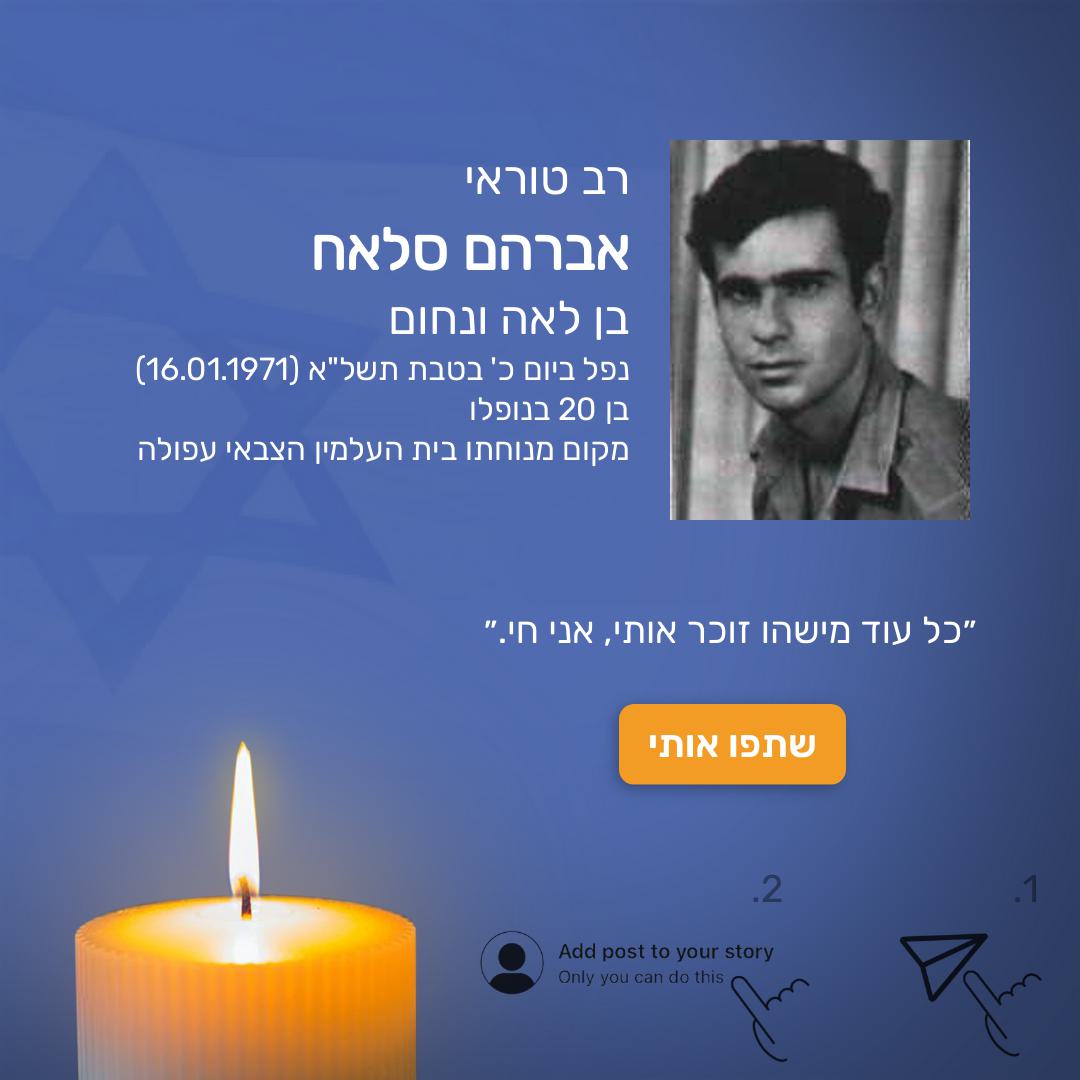 רב טוראי
אברהם סלאח
בן לאה ונחום
נפל ביום כ' בטבת תשל"א (16.01.1971)
בן 20 בנופלו
מקום מנוחתו בית העלמין הצבאי עפולה
״כל עוד מישהו זוכר אותי, אני חי.״
שתפו אותי
.1
.2
Add post to your story
Only you can do this